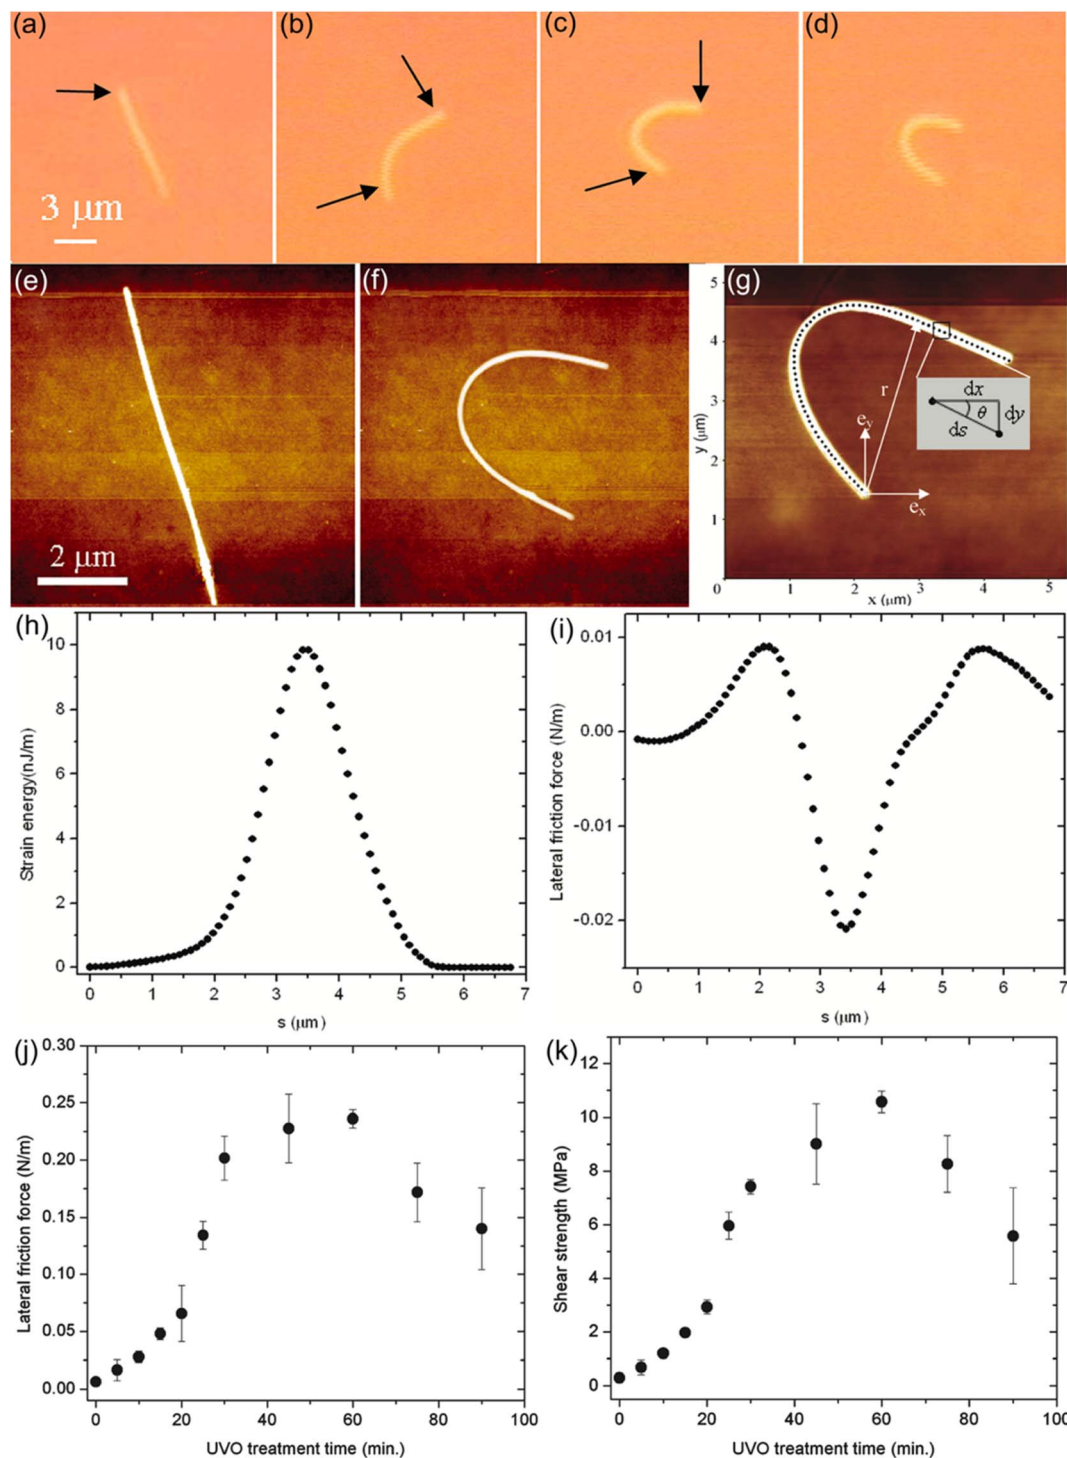 (a) (b) (c) (d)
3 μm
(e) (f) (g)
2 μm
5
4
3
2
1
0
y (μm)
1 2 3 4 5
x (μm)
r
e_y
e_x
dx
θ
dy
ds
(h)
10
8
6
4
2
0
Strain energy(nJ/m)
0 1 2 3 4 5 6 7
s (μm)
(i)
0.01
0.00
-0.01
-0.02
Lateral friction force (N/m)
0 1 2 3 4 5 6 7
s (μm)
(j)
0.30
0.25
0.20
0.15
0.10
0.05
0.00
Lateral friction force (N/m)
0 20 40 60 80 100
UVO treatment time (min.)
(k)
12
10
8
6
4
2
0
Shear strength (MPa)
0 20 40 60 80 100
UVO treatment time (min.)